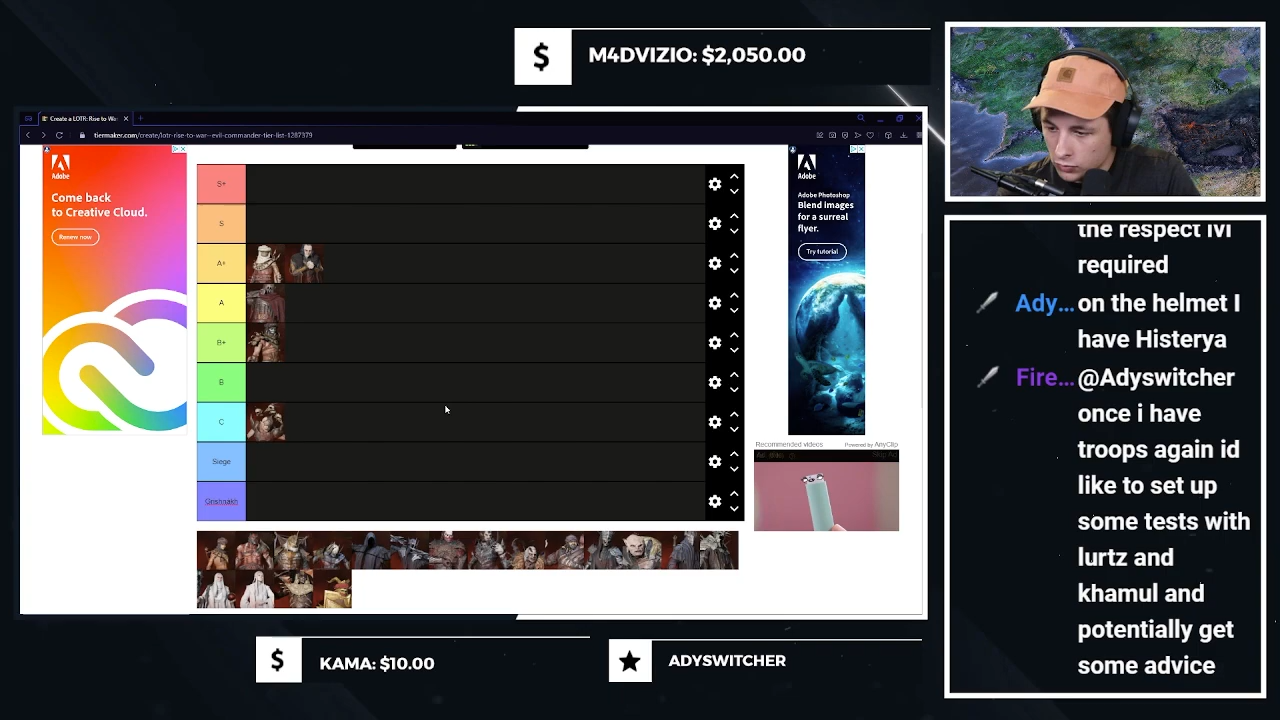 M4DVIZIO: $2,050.00
Create a LOTR: Rise to Wa
tiermaker.com/create/lotr-rise-to-war--evil-commander-tier-list-1287379
Adobe
Come back
to Creative Cloud.
Renew now
S+
S
A+
A
B+
B
C
Siege
Grishnakh
Adobe
Adobe Photoshop
Blend images
for a surreal
flyer.
Try tutorial
Recommended videos
Powered by AnyClip
Skip Ad
the respect lvl
required
Ady... on the helmet I
have Histerya
Fire... @Adyswitcher
once i have
troops again id
like to set up
some tests with
lurtz and
khamul and
potentially get
some advice
KAMA: $10.00
ADYSWITCHER